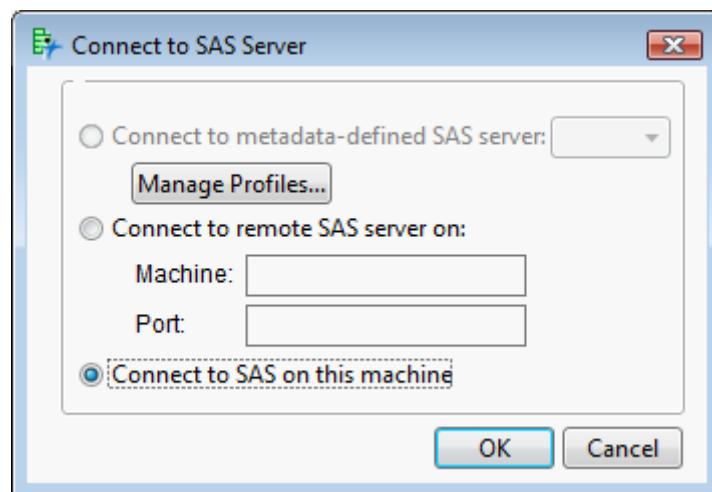 Connect to SAS Server
Connect to metadata-defined SAS server:
Manage Profiles...
Connect to remote SAS server on:
Machine:
Port:
Connect to SAS on this machine
OK Cancel